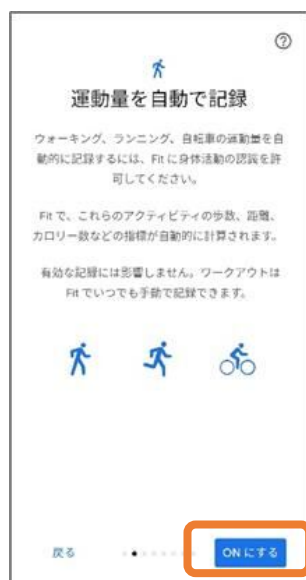 運動量を自動で記録
ウォーキング、ランニング、自転車の運動量を自
動的に記録するには、Fit に身体活動の認識を許
可してください。
Fit で、これらのアクティビティの歩数、距離、
カロリー数などの指標が自動的に計算されます。
有効な記録には影響しません。ワークアウトは
Fit でいつでも手動で記録できます。
戻る
ON にする